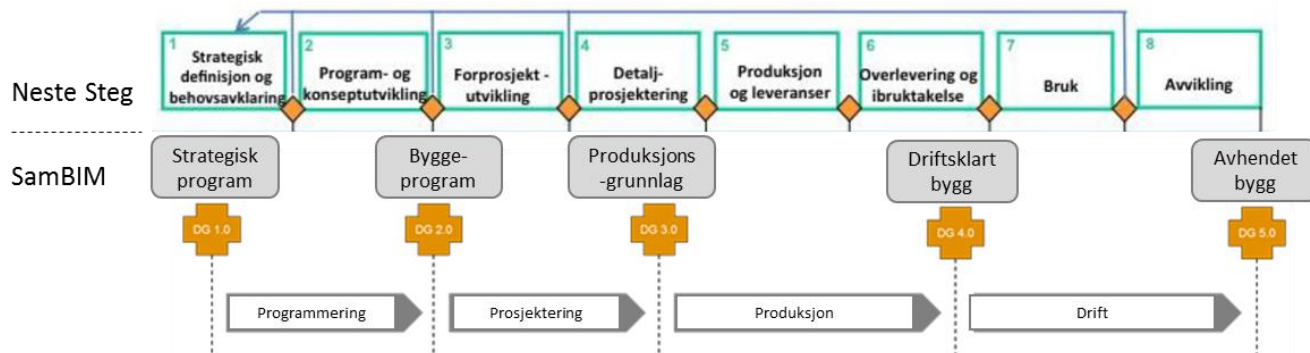 Neste Steg
1
Strategisk
definisjon og
behovsavklaring
2
Program- og
konseptutvikling
3
Forprosjekt -
utvikling
4
Detalj-
prosjektering
5
Produksjon
og leveranser
6
Overlevering og
ibruktakelse
7
Bruk
8
Avvikling
SamBIM
Strategisk
program
Bygge-
program
Produksjons
-grunnlag
Driftsklart
bygg
Avhendet
bygg
DG 1.0
DG 2.0
DG 3.0
DG 4.0
DG 5.0
Programmering
Prosjektering
Produksjon
Drift